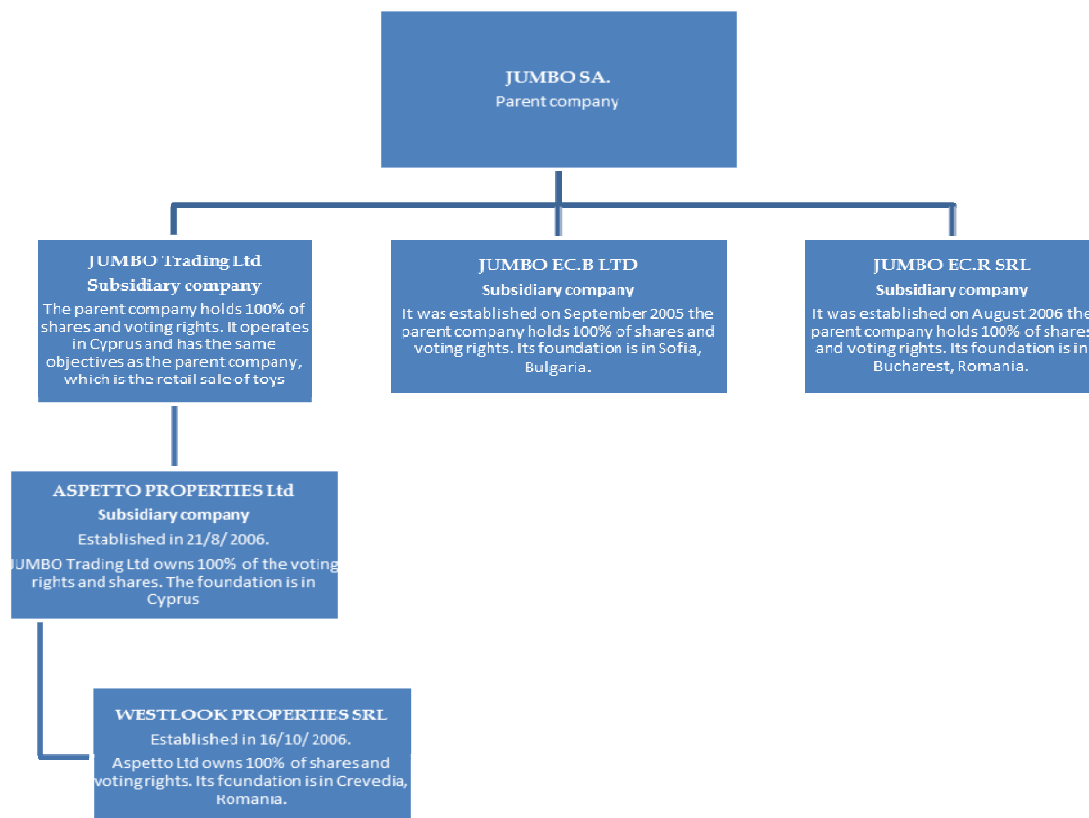 JUMBO SA.
Parent company
JUMBO Trading Ltd
Subsidiary company
The parent company holds 100% of
shares and voting rights. It operates
in Cyprus and has the same
objectives as the parent company,
which is the retail sale of toys
JUMBO EC.B LTD
Subsidiary company
It was established on September 2005 the
parent company holds 100% of shares and
voting rights. Its foundation is in Sofia,
Bulgaria.
JUMBO EC.R SRL
Subsidiary company
It was established on August 2006 the
parent company holds 100% of shares
and voting rights. Its foundation is in
Bucharest, Romania.
ASPETTO PROPERTIES Ltd
Subsidiary company
Established in 21/8/ 2006.
JUMBO Trading Ltd owns 100% of the voting
rights and shares. The foundation is in
Cyprus
WESTLOOK PROPERTIES SRL
Established in 16/10/ 2006.
Aspetto Ltd owns 100% of shares and
voting rights. Its foundation is in Crevedia,
Romania.